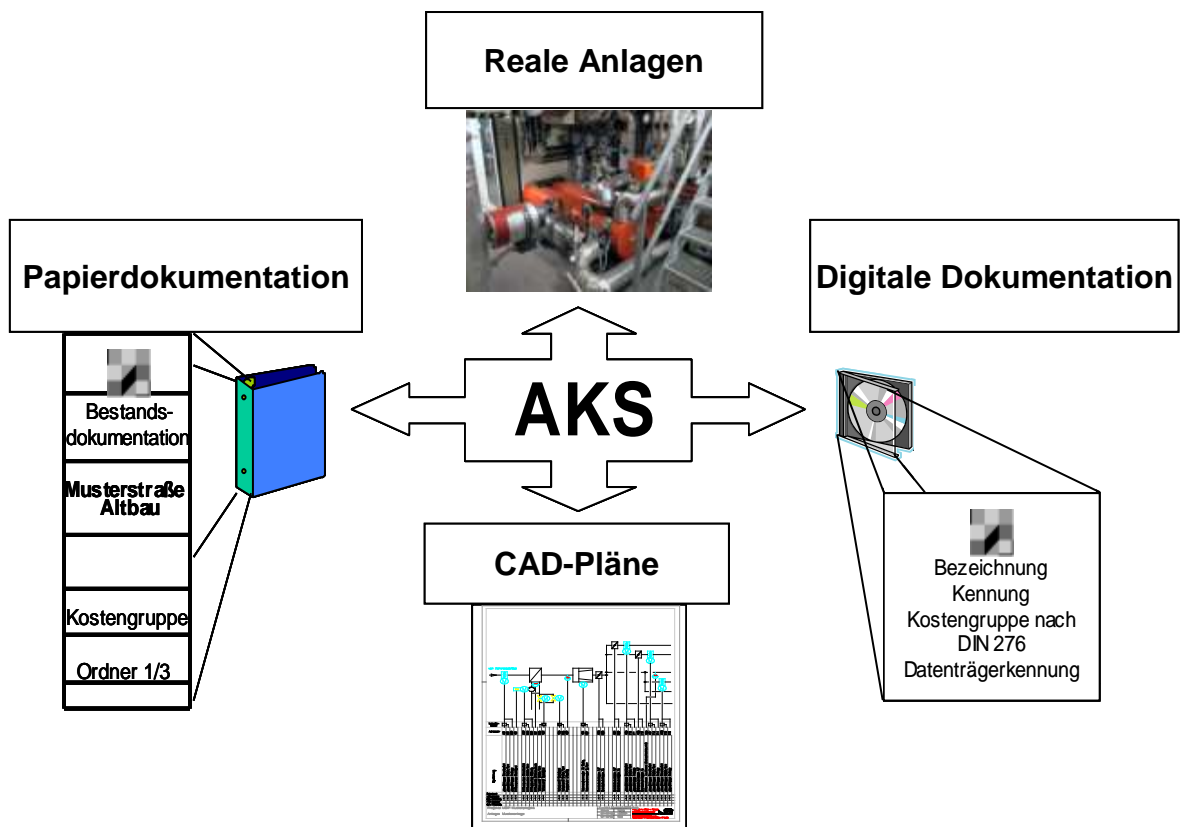 Reale Anlagen
Papierdokumentation
Digitale Dokumentation
AKS
Bestands-
dokumentation
Musterstraße
Altbau
Kostengruppe
Ordner 1/3
CAD-Pläne
Bezeichnung
Kennung
Kostengruppe nach
DIN 276
Datenträgerkennung